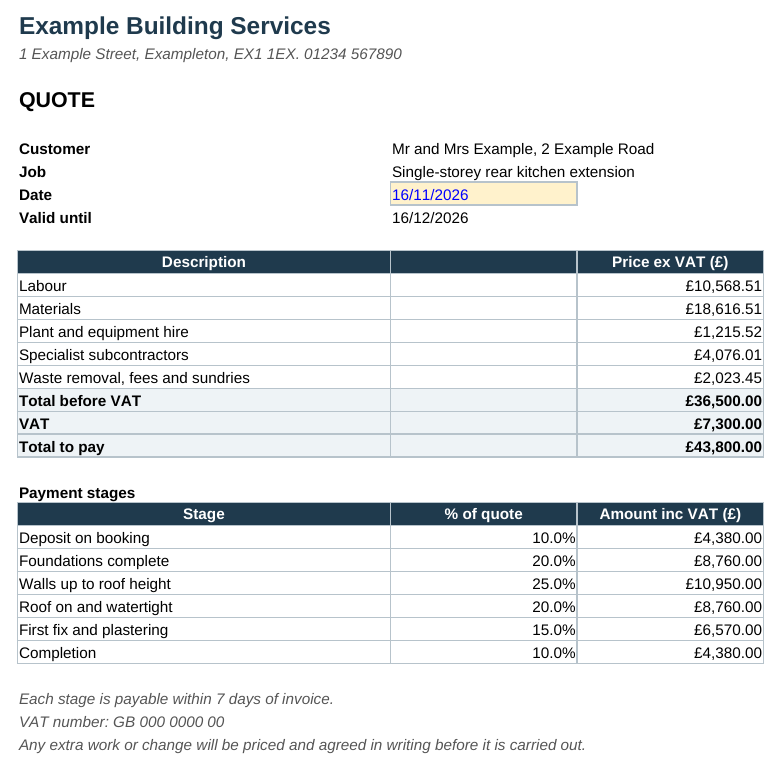 Example Building Services
1 Example Street, Exampleton, EX1 1EX. 01234 567890
QUOTE
Customer Mr and Mrs Example, 2 Example Road
Job Single-storey rear kitchen extension
Date 16/11/2026
Valid until 16/12/2026
Description Price ex VAT (£)
Labour £10,568.51
Materials £18,616.51
Plant and equipment hire £1,215.52
Specialist subcontractors £4,076.01
Waste removal, fees and sundries £2,023.45
Total before VAT £36,500.00
VAT £7,300.00
Total to pay £43,800.00
Payment stages
Stage % of quote Amount inc VAT (£)
Deposit on booking 10.0% £4,380.00
Foundations complete 20.0% £8,760.00
Walls up to roof height 25.0% £10,950.00
Roof on and watertight 20.0% £8,760.00
First fix and plastering 15.0% £6,570.00
Completion 10.0% £4,380.00
Each stage is payable within 7 days of invoice.
VAT number: GB 000 0000 00
Any extra work or change will be priced and agreed in writing before it is carried out.